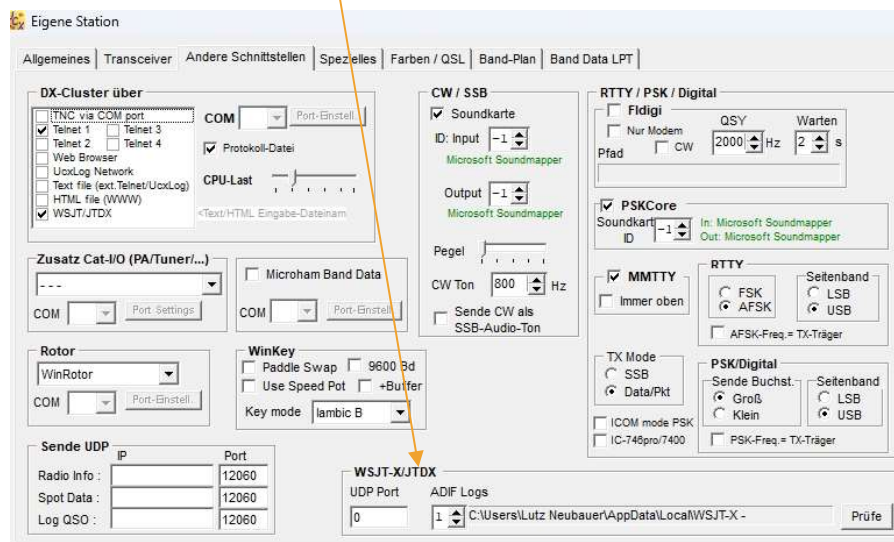 Eigene Station
Allgemeines Transceiver Andere Schnittstellen Spezielles Farben / QSL Band-Plan Band Data LPT
DX-Cluster über
TNC via COM port
Telnet 1 Telnet 3
Telnet 2 Telnet 4
Web Browser
UcxLog Network
Text file (ext.Telnet/UcxLog)
HTML file (WWW)
WSJT/JTDX
COM Port-Einstell.
Protokoll-Datei
CPU-Last
<Text/HTML Eingabe-Dateinam
CW / SSB
Soundkarte
ID: Input -1
Microsoft Soundmapper
Output -1
Microsoft Soundmapper
Pegel
CW Ton 800 Hz
Sende CW als
SSB-Audio-Ton
RTTY / PSK / Digital
Fldigi
Nur Modem
CW
QSY
2000 Hz
Warten
2 s
Pfad
PSKCore
Soundkart
ID -1
In: Microsoft Soundmapper
Out: Microsoft Soundmapper
MMTTY
Immer oben
RTTY
FSK
AFSK
Seitenband
LSB
USB
AFSK-Freq.= TX-Träger
TX Mode
SSB
Data/Pkt
ICOM mode PSK
IC-746pro/7400
PSK/Digital
Sende Buchst.
Groß
Klein
Seitenband
LSB
USB
PSK-Freq.= TX-Träger
Zusatz Cat-I/O (PA/Tuner/...)
---
COM Port Settings
Microham Band Data
COM Port-Einstell
Rotor
WinRotor
COM Port-Einstell.
WinKey
Paddle Swap 9600 Bd
Use Speed Pot +Buffer
Key mode Iambic B
Sende UDP
IP Port
Radio Info : 12060
Spot Data : 12060
Log QSO : 12060
WSJT-X/JTDX
UDP Port ADIF Logs
0 1 C:\Users\Lutz Neubauer\AppData\Local\WSJT-X - Prüfe